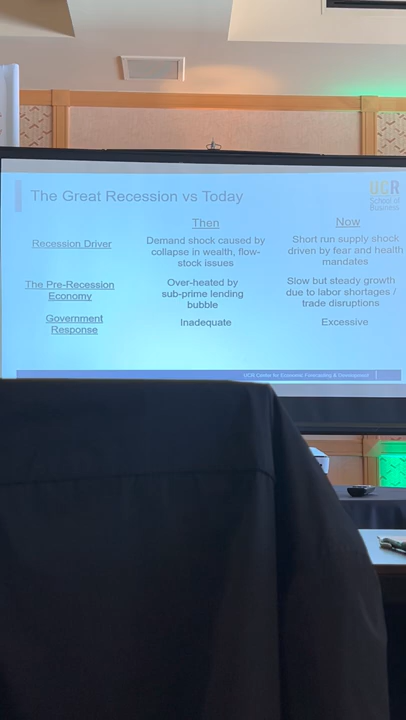 The Great Recession vs Today
UCR
School of
Business
Then
Now
Recession Driver
Demand shock caused by
collapse in wealth, flow-
stock issues
Short run supply shock
driven by fear and health
mandates
The Pre-Recession
Economy
Over-heated by
sub-prime lending
bubble
Slow but steady growth
due to labor shortages /
trade disruptions
Government
Response
Inadequate
Excessive
UCR Center for Economic Forecasting & Development